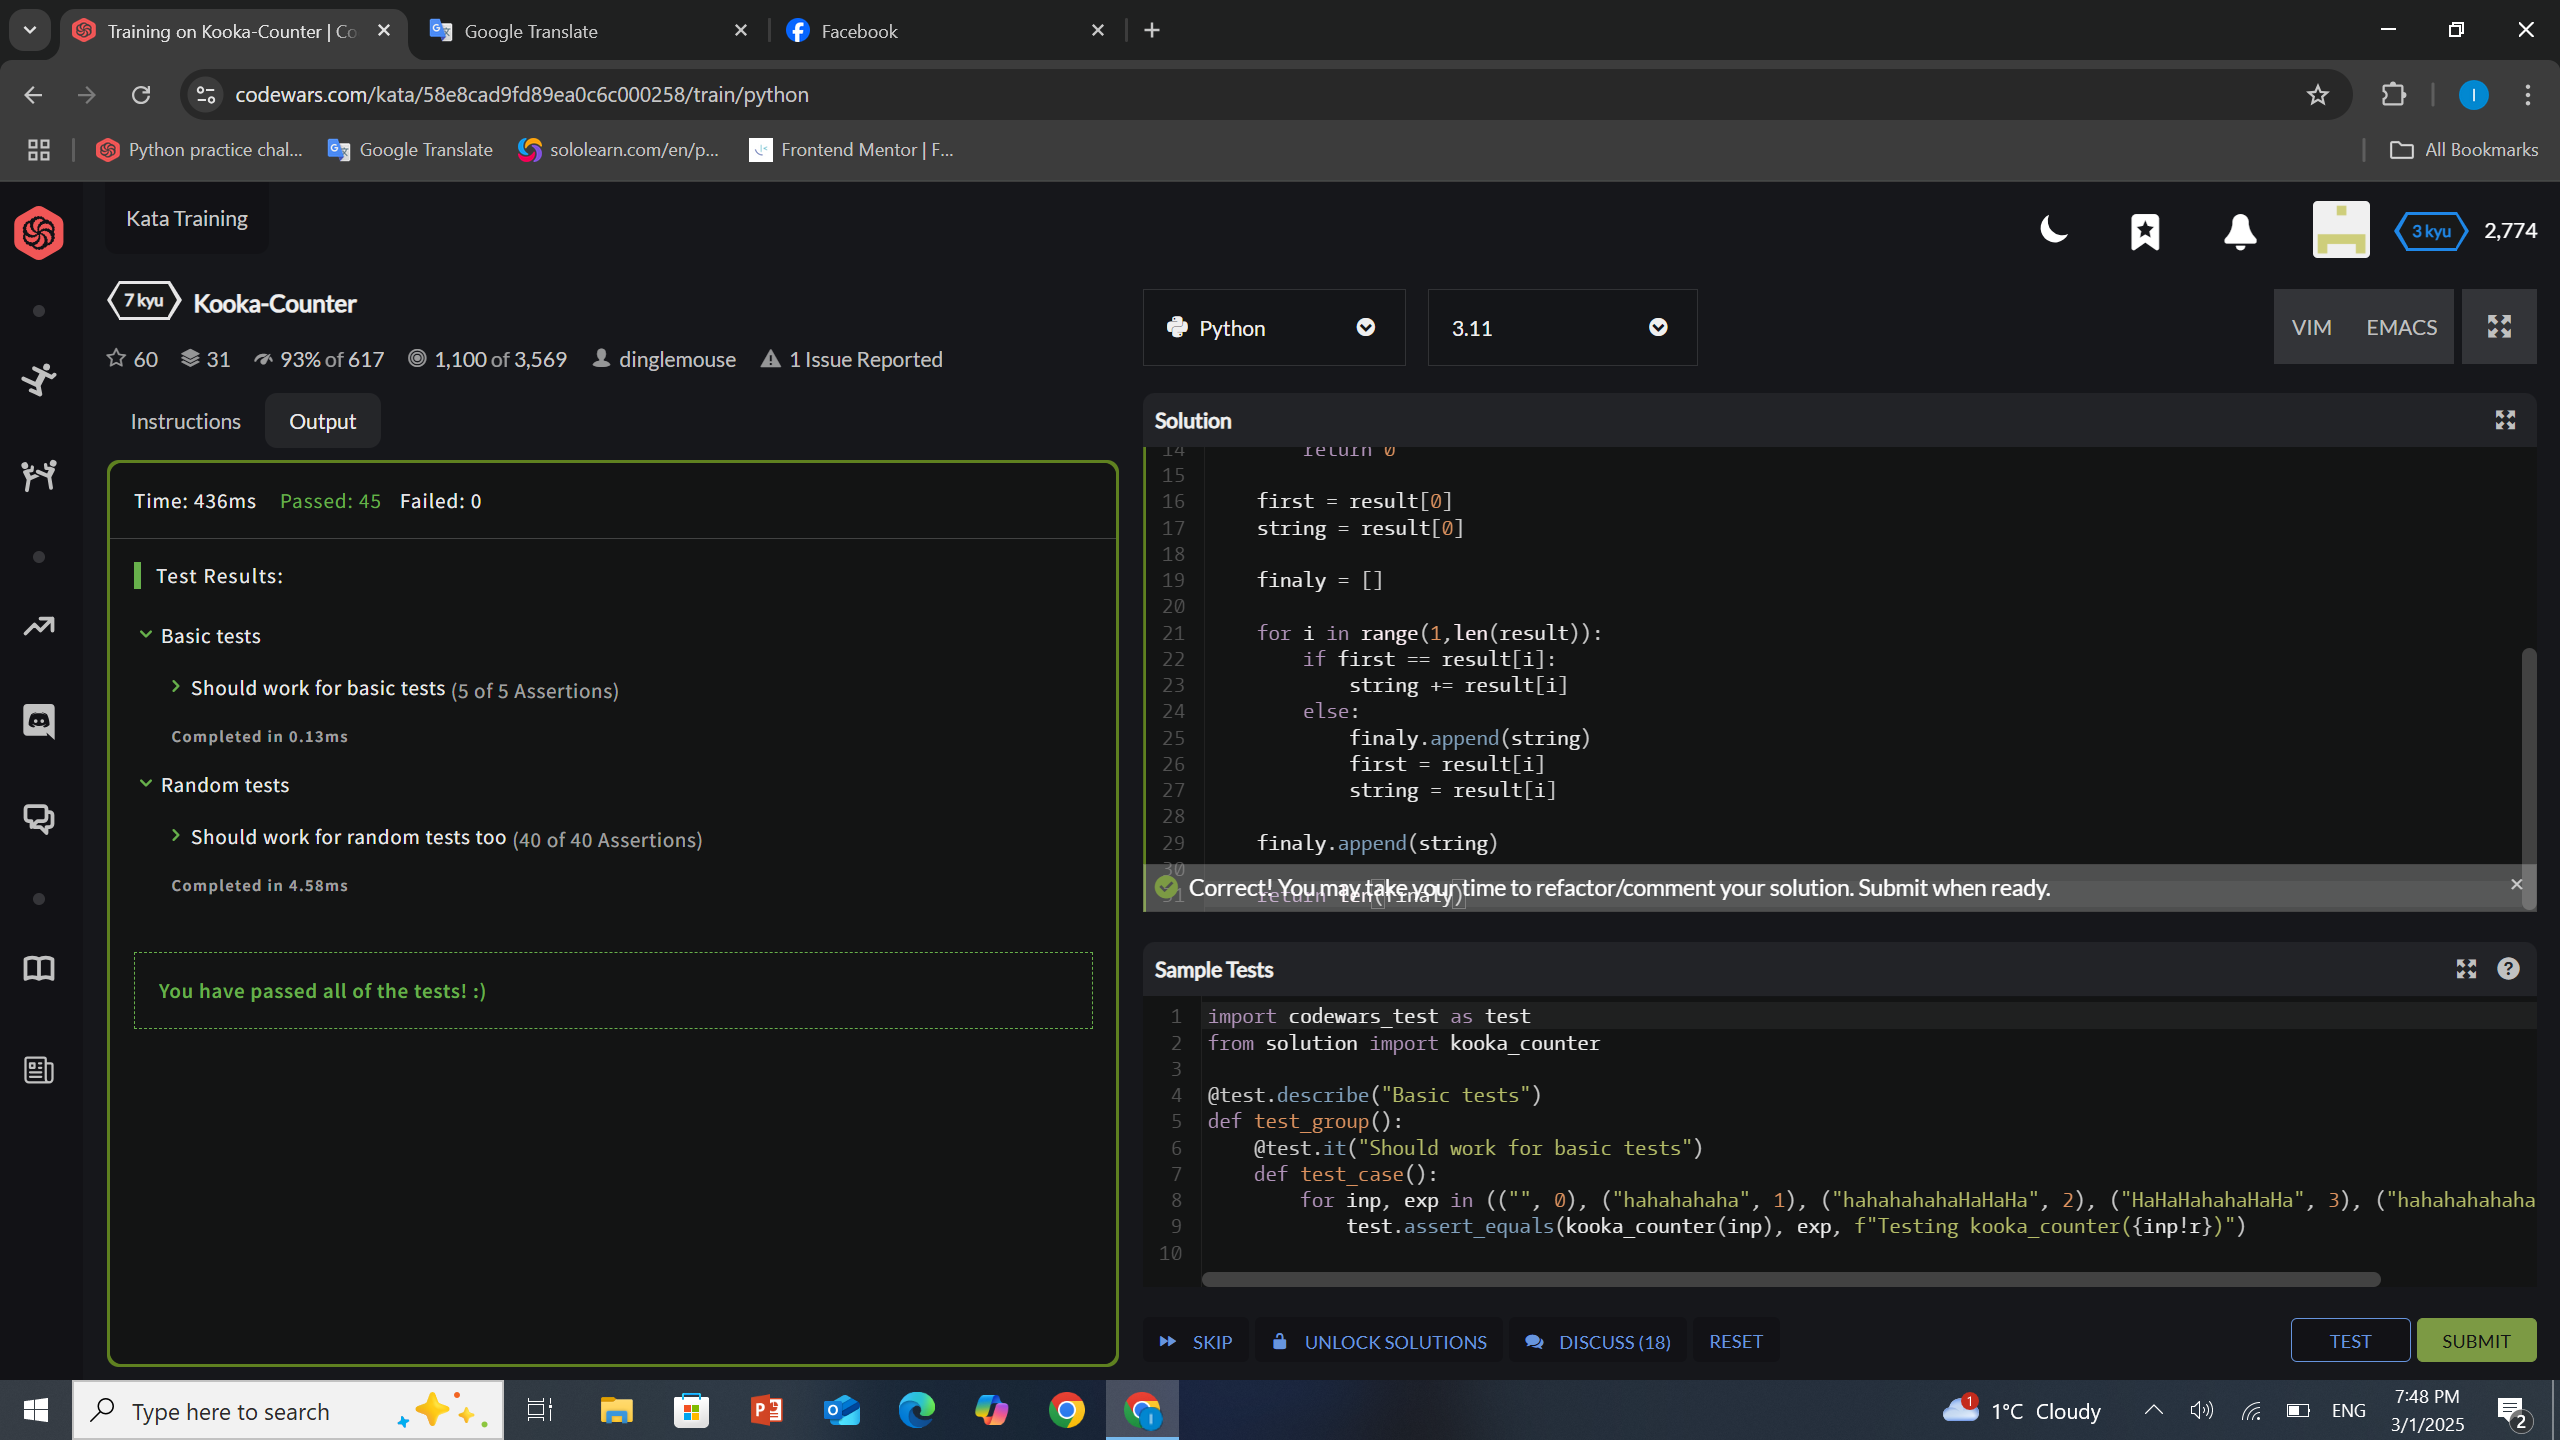 Training on Kooka-Counter | Co
Google Translate
Facebook
codewars.com/kata/58e8cad9fd89ea0c6c000258/train/python
I
Python practice chal...
Google Translate
sololearn.com/en/p...
Frontend Mentor | F...
All Bookmarks
Kata Training
3 kyu
2,774
7 kyu
Kooka-Counter
60
31
93% of 617
1,100 of 3,569
dinglemouse
1 Issue Reported
Python
3.11
VIM
EMACS
Instructions
Output
Time: 436ms Passed: 45 Failed: 0
Test Results:
Basic tests
Should work for basic tests (5 of 5 Assertions)
Completed in 0.13ms
Random tests
Should work for random tests too (40 of 40 Assertions)
Completed in 4.58ms
You have passed all of the tests! :)
Solution
14 return 0
15
16 first = result[0]
17 string = result[0]
18
19 finaly = []
20
21 for i in range(1,len(result)):
22 if first == result[i]:
23 string += result[i]
24 else:
25 finaly.append(string)
26 first = result[i]
27 string = result[i]
28
29 finaly.append(string)
30
31 return len(finaly)
Correct! You may take your time to refactor/comment your solution. Submit when ready.
Sample Tests
1 import codewars_test as test
2 from solution import kooka_counter
3
4 @test.describe("Basic tests")
5 def test_group():
6 @test.it("Should work for basic tests")
7 def test_case():
8 for inp, exp in (("", 0), ("hahahahaha", 1), ("hahahahahaHaHaHa", 2), ("HaHaHahahaHaHa", 3), ("hahahahahaha
9 test.assert_equals(kooka_counter(inp), exp, f"Testing kooka_counter({inp!r})")
10
SKIP
UNLOCK SOLUTIONS
DISCUSS (18)
RESET
TEST
SUBMIT
Type here to search
1
1°C Cloudy
ENG
7:48 PM
3/1/2025
2